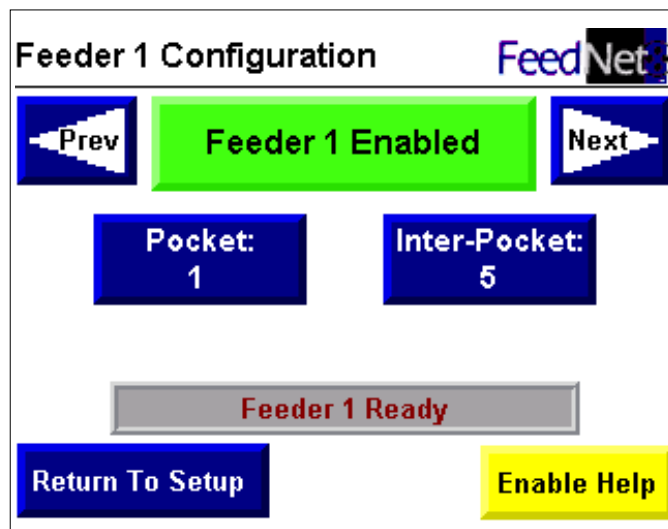 Feeder 1 Configuration
FeedNet
Prev
Feeder 1 Enabled
Next
Pocket:
1
Inter-Pocket:
5
Feeder 1 Ready
Return To Setup
Enable Help